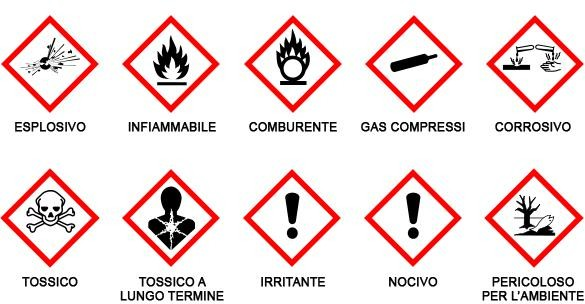 ESPLOSIVO
INFIAMMABILE
COMBURENTE
GAS COMPRESSI
CORROSIVO
TOSSICO
TOSSICO A
LUNGO TERMINE
IRRITANTE
NOCIVO
PERICOLOSO
PER L'AMBIENTE